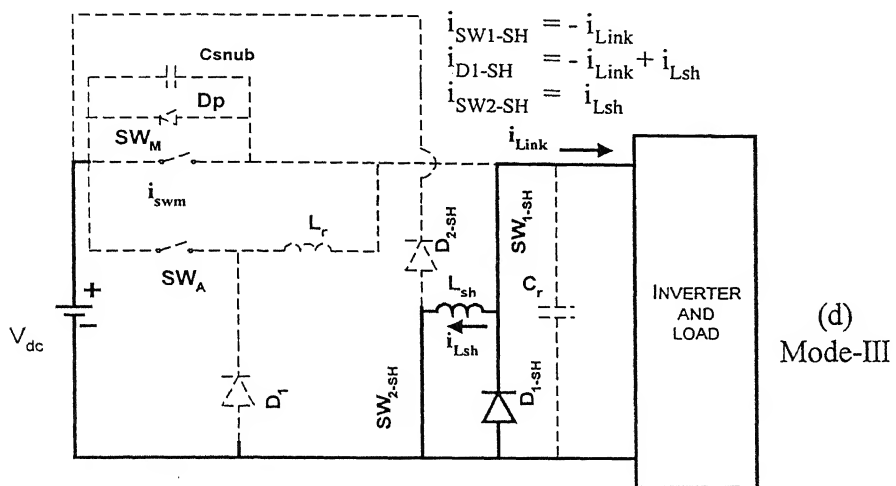 i_SW1-SH = - i_Link
i_D1-SH = - i_Link + i_Lsh
i_SW2-SH = i_Lsh
Csnub
Dp
SW_M
i_swm
i_Link
L_r
SW_A
D_2-SH
SW_1-SH
L_sh
C_r
i_Lsh
INVERTER
AND
LOAD
+
−
V_dc
D_1
SW_2-SH
D_1-SH
(d)
Mode-III